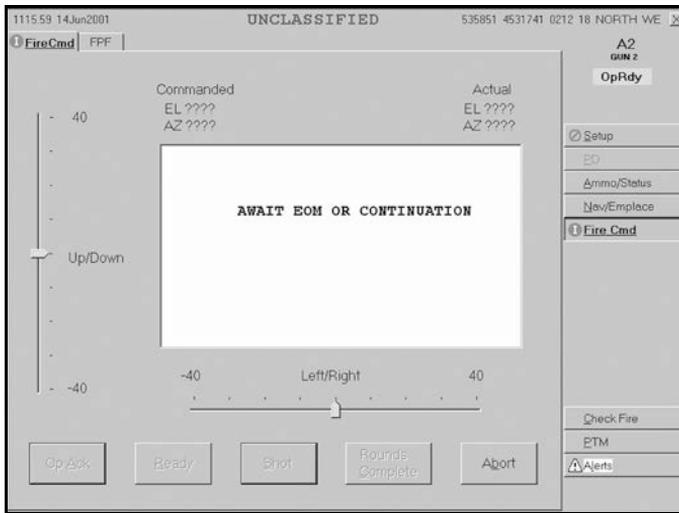 1115:59 14Jun2001 UNCLASSIFIED 535851 4531741 0212 18 NORTH WE X
FireCmd FPF
A2
GUN 2
OpRdy
Commanded Actual
EL ???? EL ????
AZ ???? AZ ????
40
Up/Down
-40
AWAIT EOM OR CONTINUATION
-40 Left/Right 40
Op Ack Ready Shot Rounds Complete Abort
Setup
PD
Ammo/Status
Nav/Emplace
Fire Cmd
Check Fire
PTM
Alerts